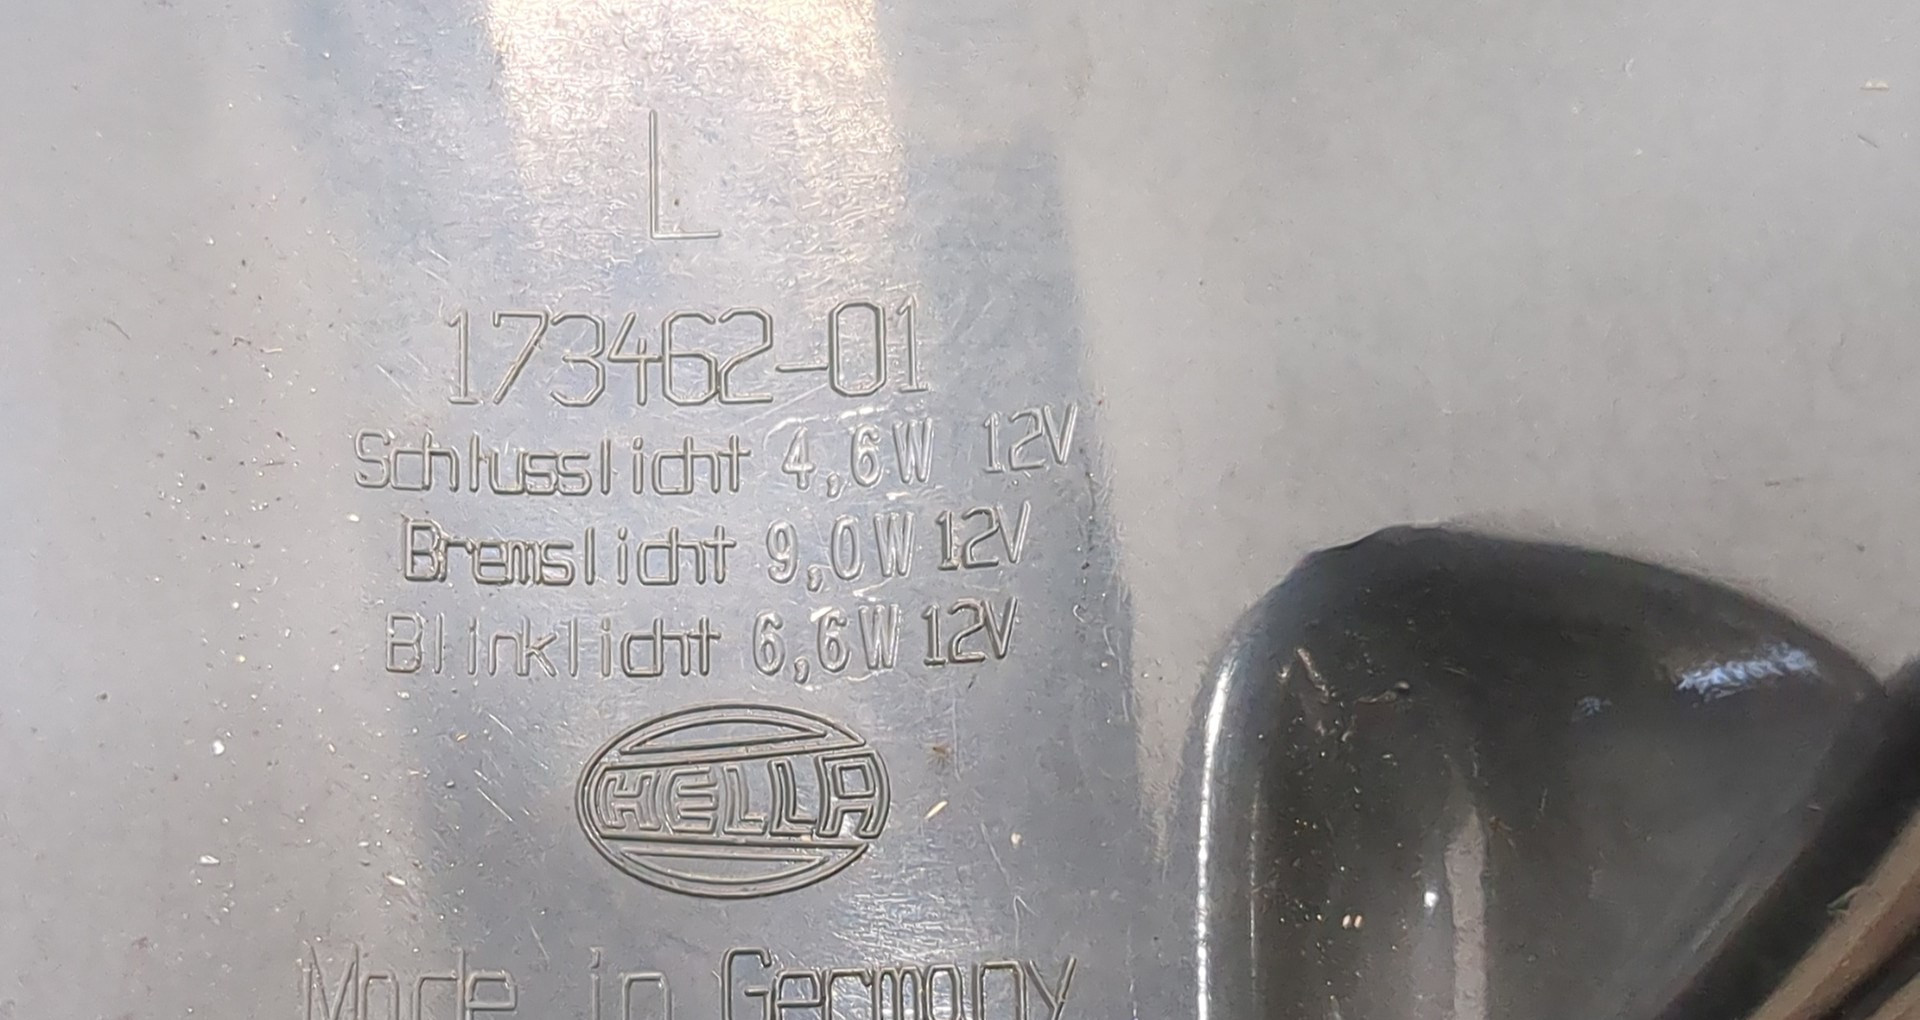 L
173462-01
Schlusslicht 4,6W 12V
Bremslicht 9,0W 12V
Blinklicht 6,6W 12V
HELLA
Made in Germany